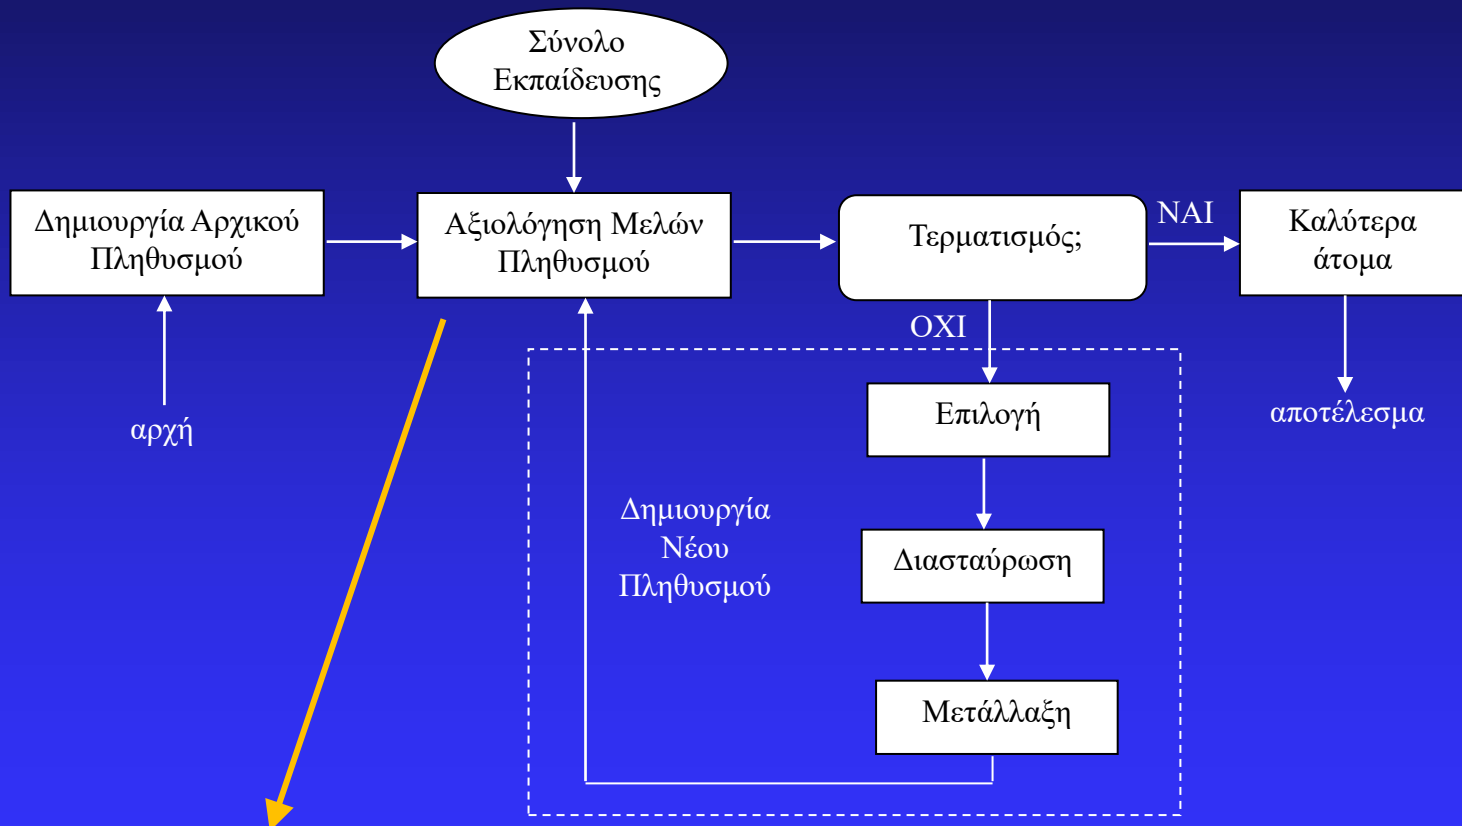 Σύνολο
Εκπαίδευσης
Δημιουργία Αρχικού
Πληθυσμού
Αξιολόγηση Μελών
Πληθυσμού
Τερματισμός;
ΝΑΙ
Καλύτερα
άτομα
ΟΧΙ
αρχή
αποτέλεσμα
Επιλογή
Δημιουργία
Νέου
Πληθυσμού
Διασταύρωση
Μετάλλαξη